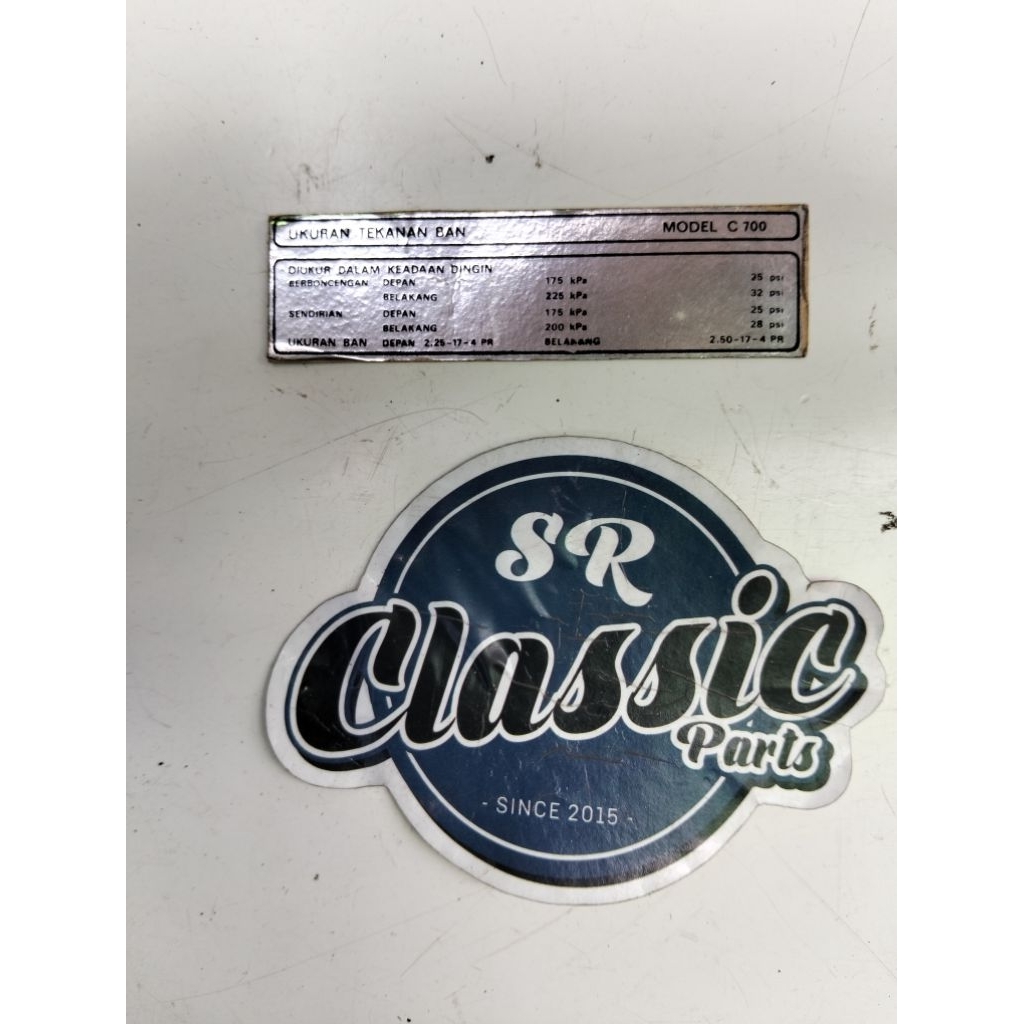 UKURAN TEKANAN BAN MODEL C 700
DIUKUR DALAM KEADAAN DINGIN
BERBONCENGAN DEPAN 175 kPa 25 psi
BELAKANG 225 kPa 32 psi
SENDIRIAN DEPAN 175 kPa 25 psi
BELAKANG 200 kPa 28 psi
UKURAN BAN DEPAN 2.25-17-4 PR BELAKANG 2.50-17-4 PR
SR
Classic
Parts
- SINCE 2015 -